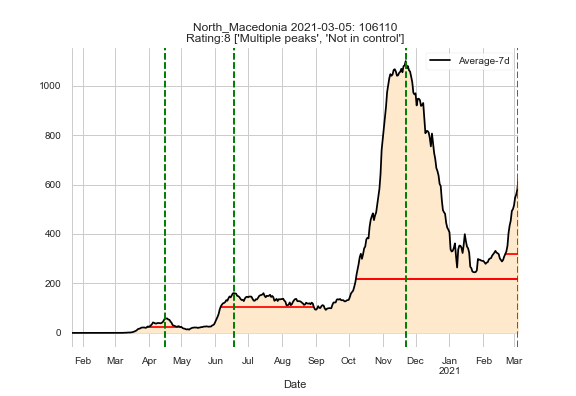 North_Macedonia 2021-03-05: 106110
Rating:8 ['Multiple peaks', 'Not in control']
Average-7d
1000
800
600
400
200
0
Feb Mar Apr May Jun Jul Aug Sep Oct Nov Dec Jan Feb Mar
2021
Date